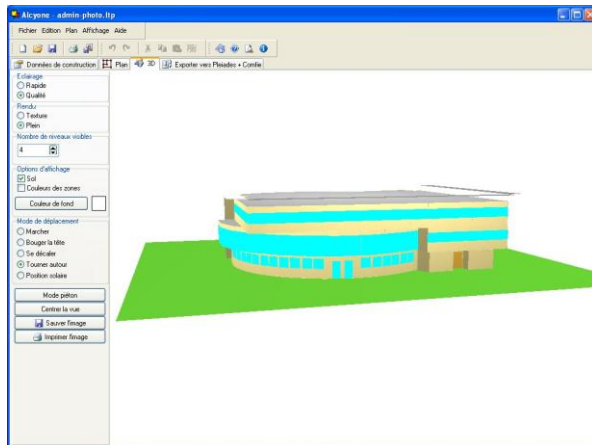 Alcyone - admin-photo.ltp
Fichier Edition Plan Affichage Aide
Données de construction Plan 3D Exporter vers Pleiades + Comfie
Eclairage
Rapide
Qualité
Rendu
Texture
Plein
Nombre de niveaux visibles
4
Options d'affichage
Sol
Couleurs des zones
Couleur de fond
Mode de déplacement
Marcher
Bouger la tête
Se décaler
Tourner autour
Position solaire
Mode piéton
Centrer la vue
Sauver l'image
Imprimer l'image